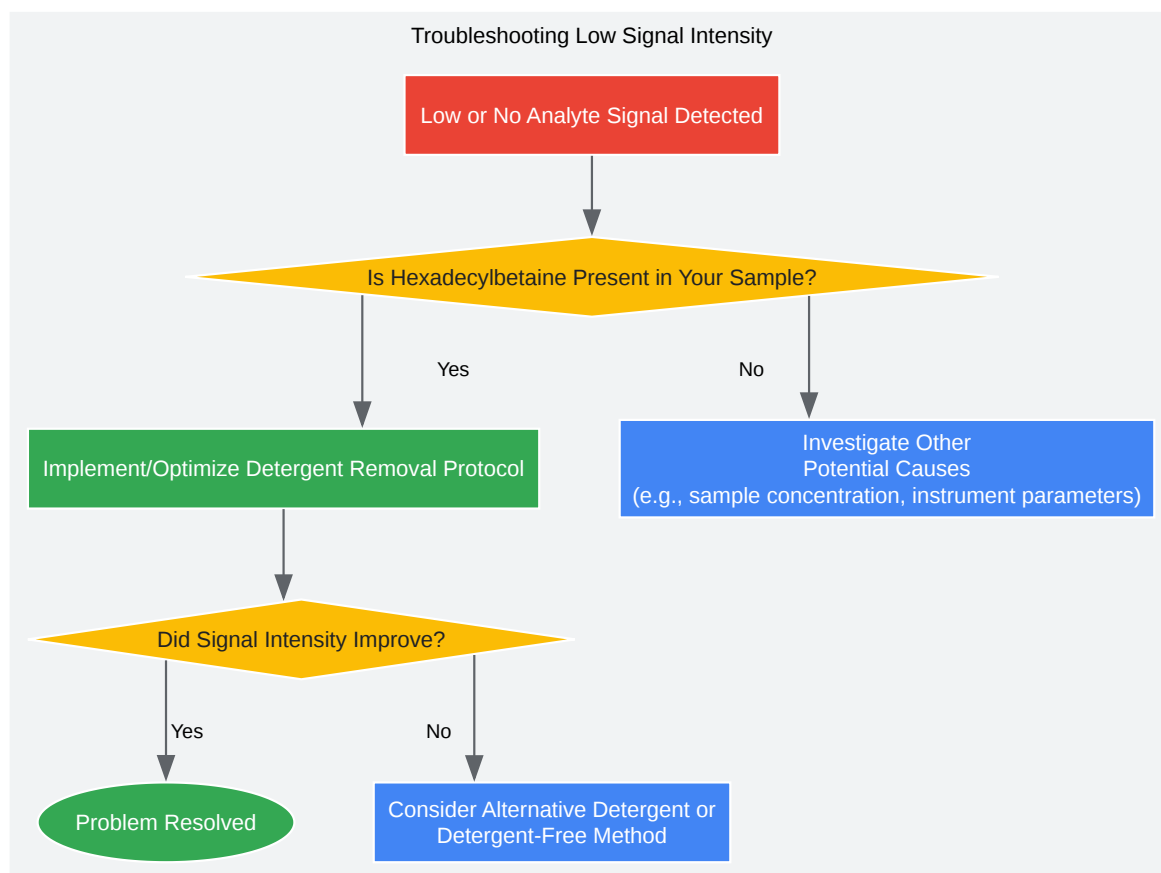 Troubleshooting Low Signal Intensity
Low or No Analyte Signal Detected
Is Hexadecylbetaine Present in Your Sample?
Yes
No
Implement/Optimize Detergent Removal Protocol
Investigate Other
Potential Causes
(e.g., sample concentration, instrument parameters)
Did Signal Intensity Improve?
Yes
No
Problem Resolved
Consider Alternative Detergent or
Detergent-Free Method